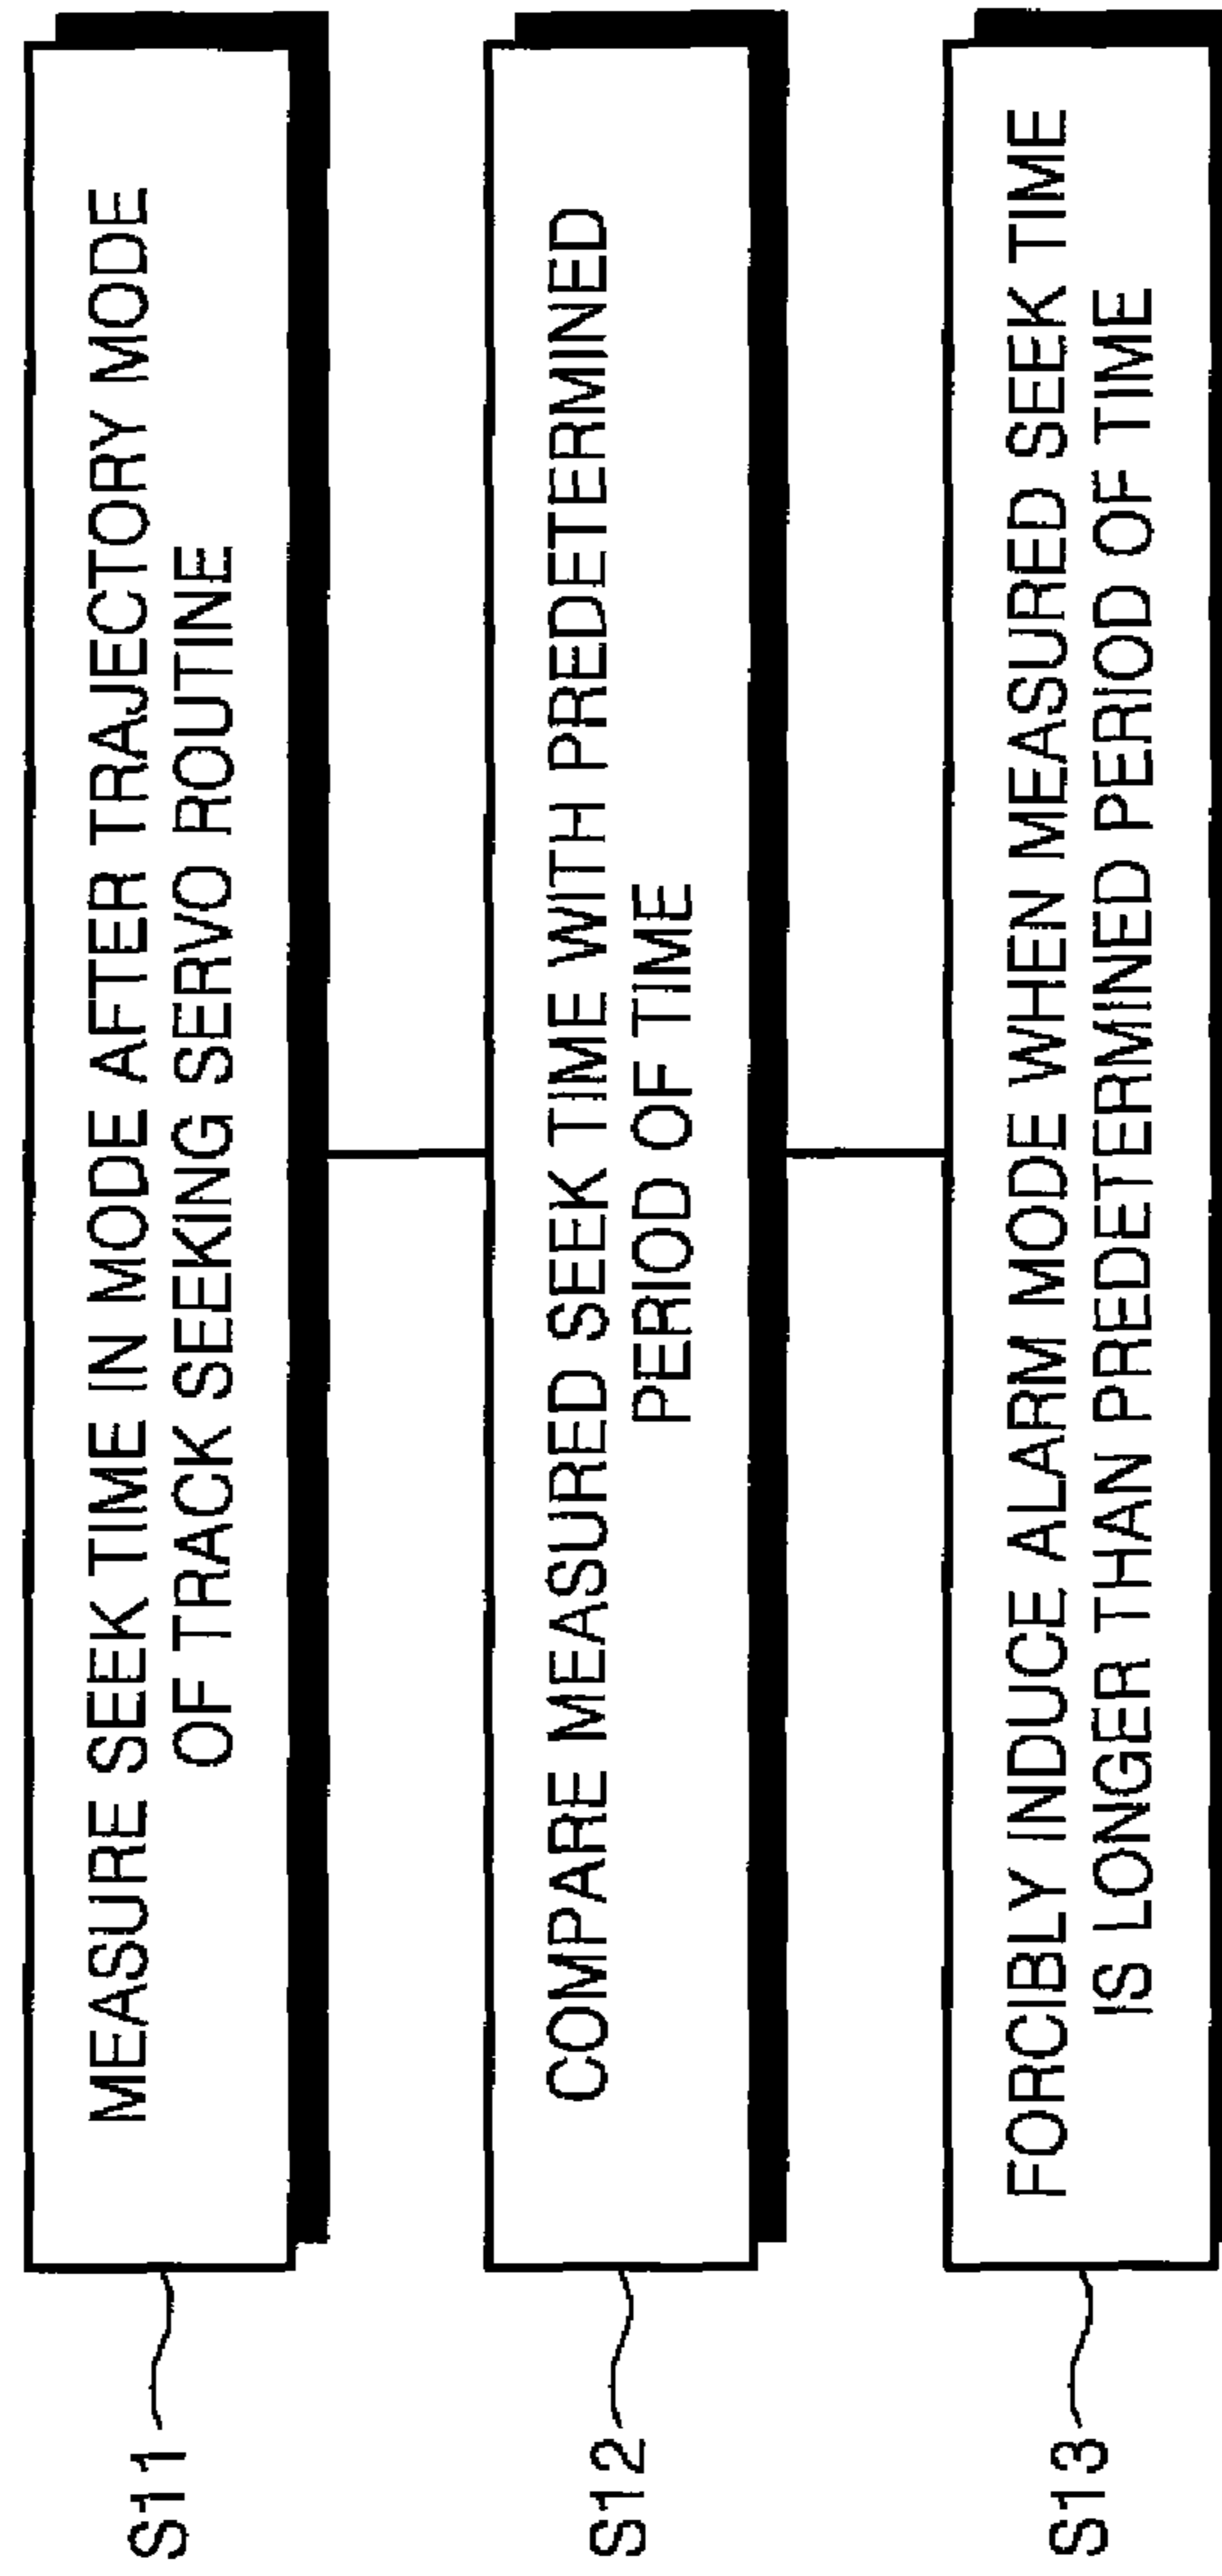 S11
MEASURE SEEK TIME IN MODE AFTER TRAJECTORY MODE
OF TRACK SEEKING SERVO ROUTINE
S12
COMPARE MEASURED SEEK TIME WITH PREDETERMINED
PERIOD OF TIME
S13
FORCIBLY INDUCE ALARM MODE WHEN MEASURED SEEK TIME
IS LONGER THAN PREDETERMINED PERIOD OF TIME